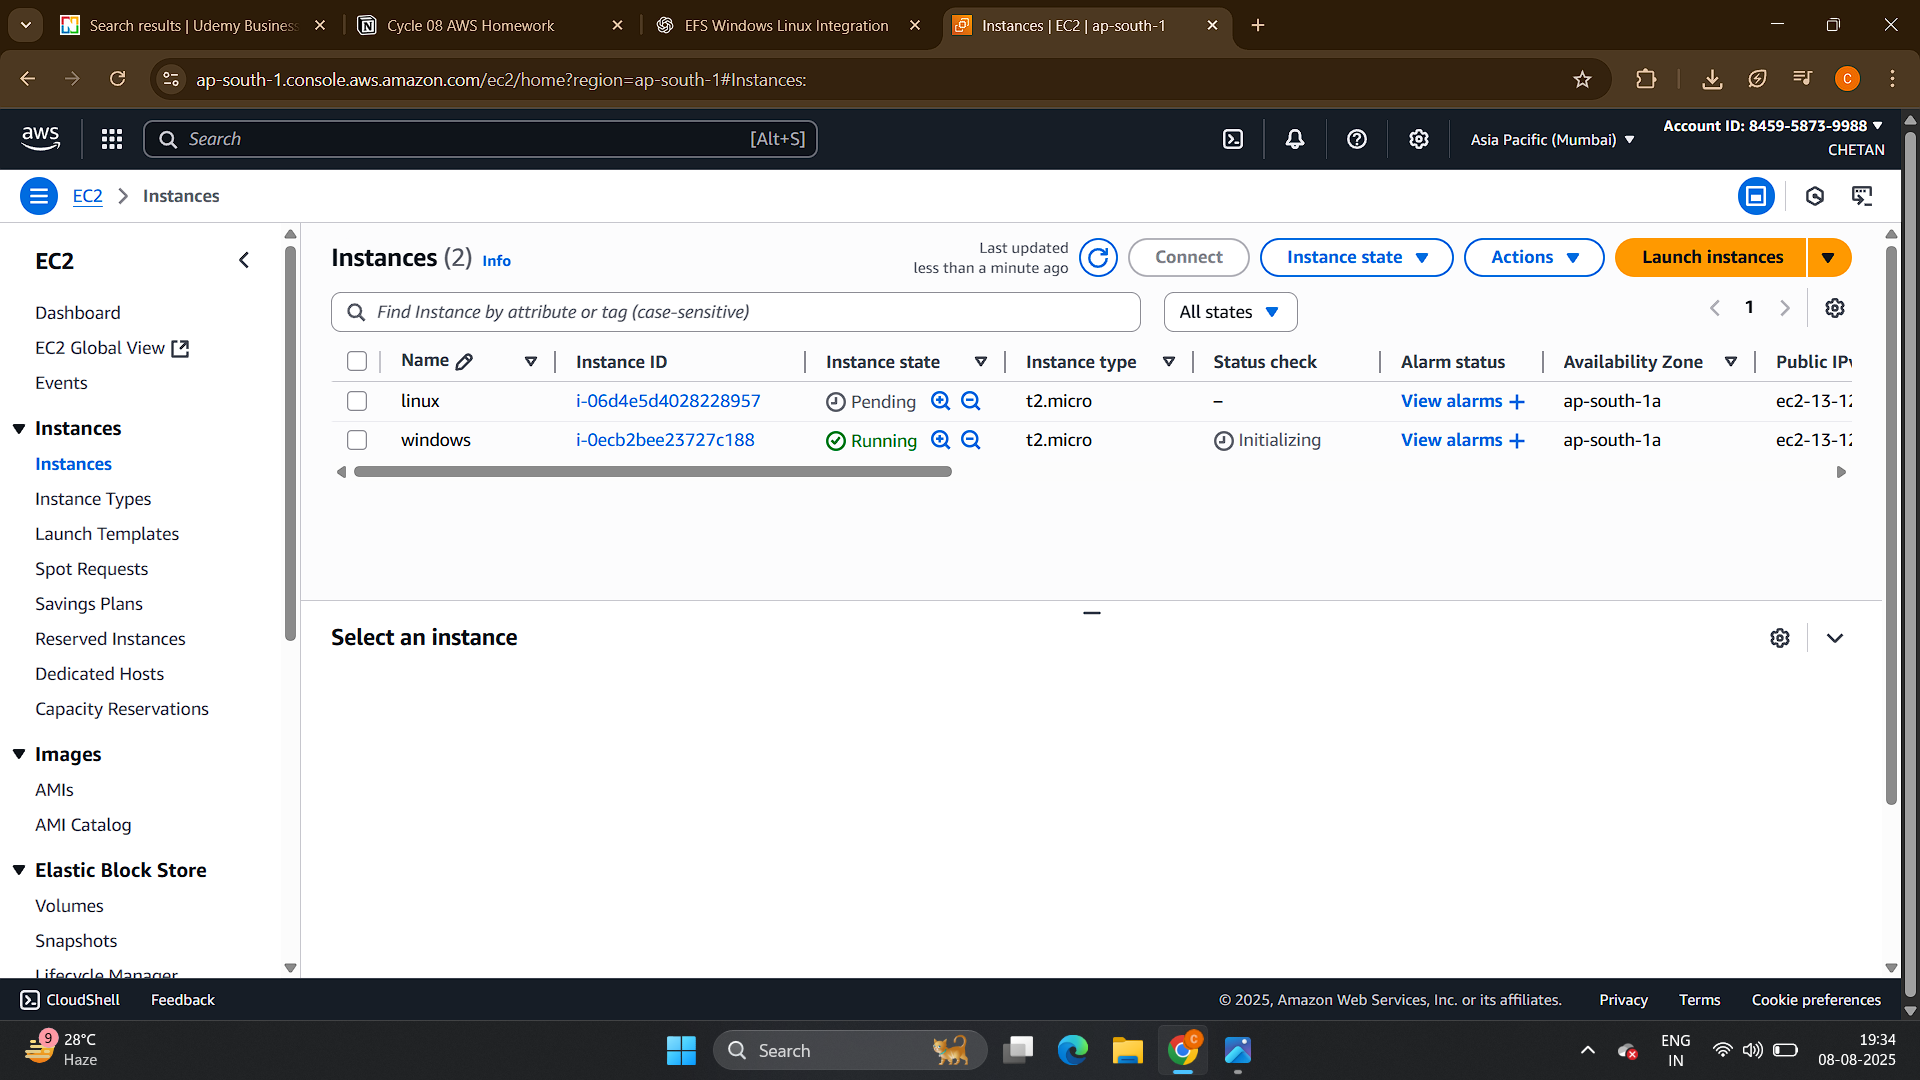 Search results | Udemy Business
Cycle 08 AWS Homework
EFS Windows Linux Integration
Instances | EC2 | ap-south-1
ap-south-1.console.aws.amazon.com/ec2/home?region=ap-south-1#Instances:
C
aws
Search [Alt+S]
Asia Pacific (Mumbai)
Account ID: 8459-5873-9988
CHETAN
EC2
Instances
EC2
Dashboard
EC2 Global View
Events
Instances
Instances
Instance Types
Launch Templates
Spot Requests
Savings Plans
Reserved Instances
Dedicated Hosts
Capacity Reservations
Images
AMIs
AMI Catalog
Elastic Block Store
Volumes
Snapshots
Lifecycle Manager
Instances (2) Info
Last updated
less than a minute ago
Connect
Instance state
Actions
Launch instances
Find Instance by attribute or tag (case-sensitive)
All states
1
Name Instance ID Instance state Instance type Status check Alarm status Availability Zone Public IPv
linux i-06d4e5d4028228957 Pending t2.micro – View alarms + ap-south-1a ec2-13-12
windows i-0ecb2bee23727c188 Running t2.micro Initializing View alarms + ap-south-1a ec2-13-12
Select an instance
CloudShell Feedback
© 2025, Amazon Web Services, Inc. or its affiliates. Privacy Terms Cookie preferences
9
28°C
Haze
Search
C
ENG
IN
19:34
08-08-2025